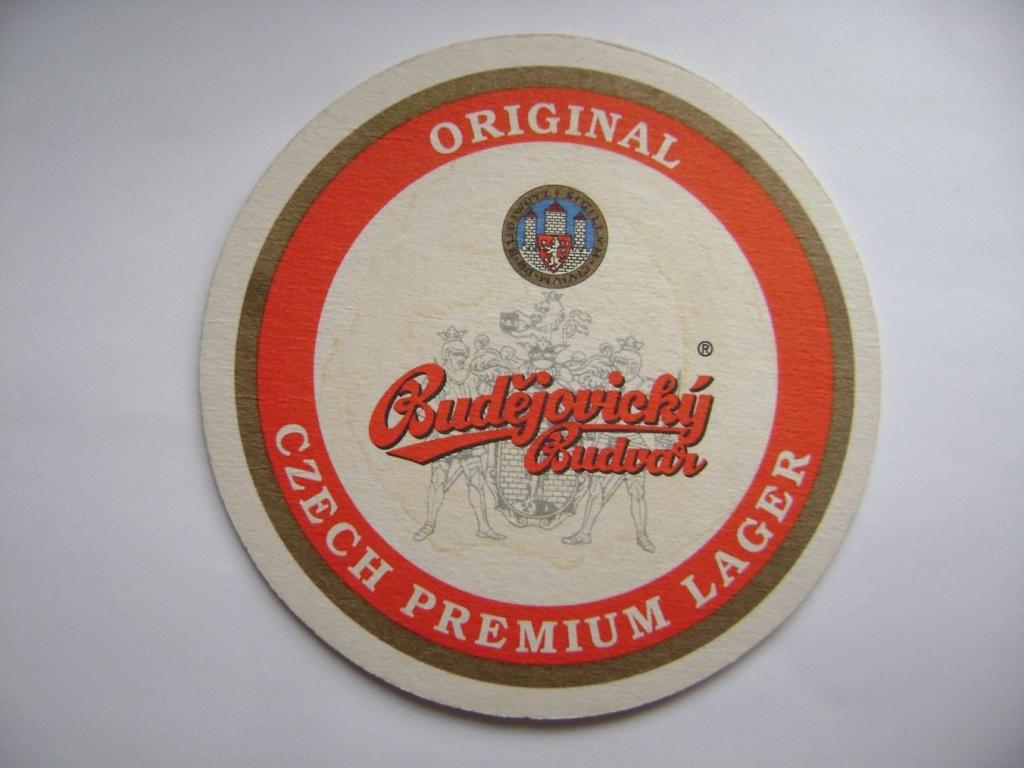 ORIGINAL
®
Budějovický
Budvar
CZECH PREMIUM LAGER